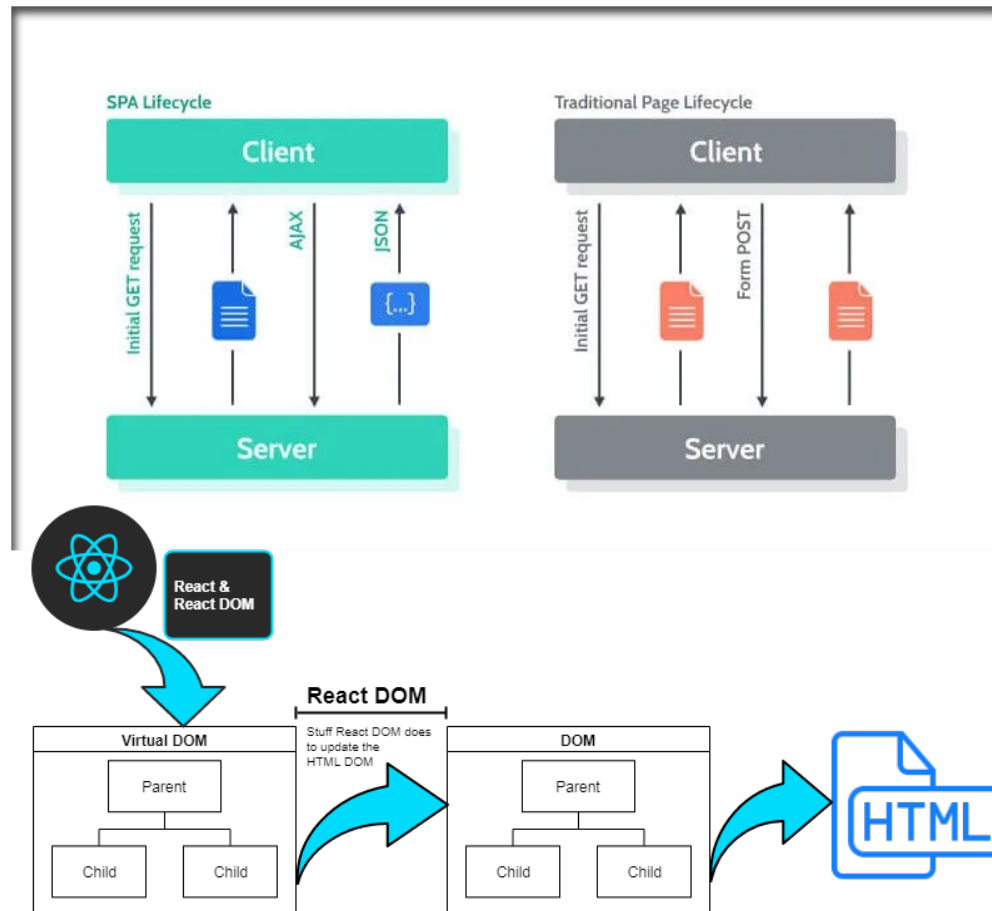 SPA Lifecycle
Client
Initial GET request
AJAX
JSON
{...}
Server
Traditional Page Lifecycle
Client
Initial GET request
Form POST
Server
React &
React DOM
React DOM
Stuff React DOM does
to update the
HTML DOM
Virtual DOM
Parent
Child
Child
DOM
Parent
Child
Child
HTML